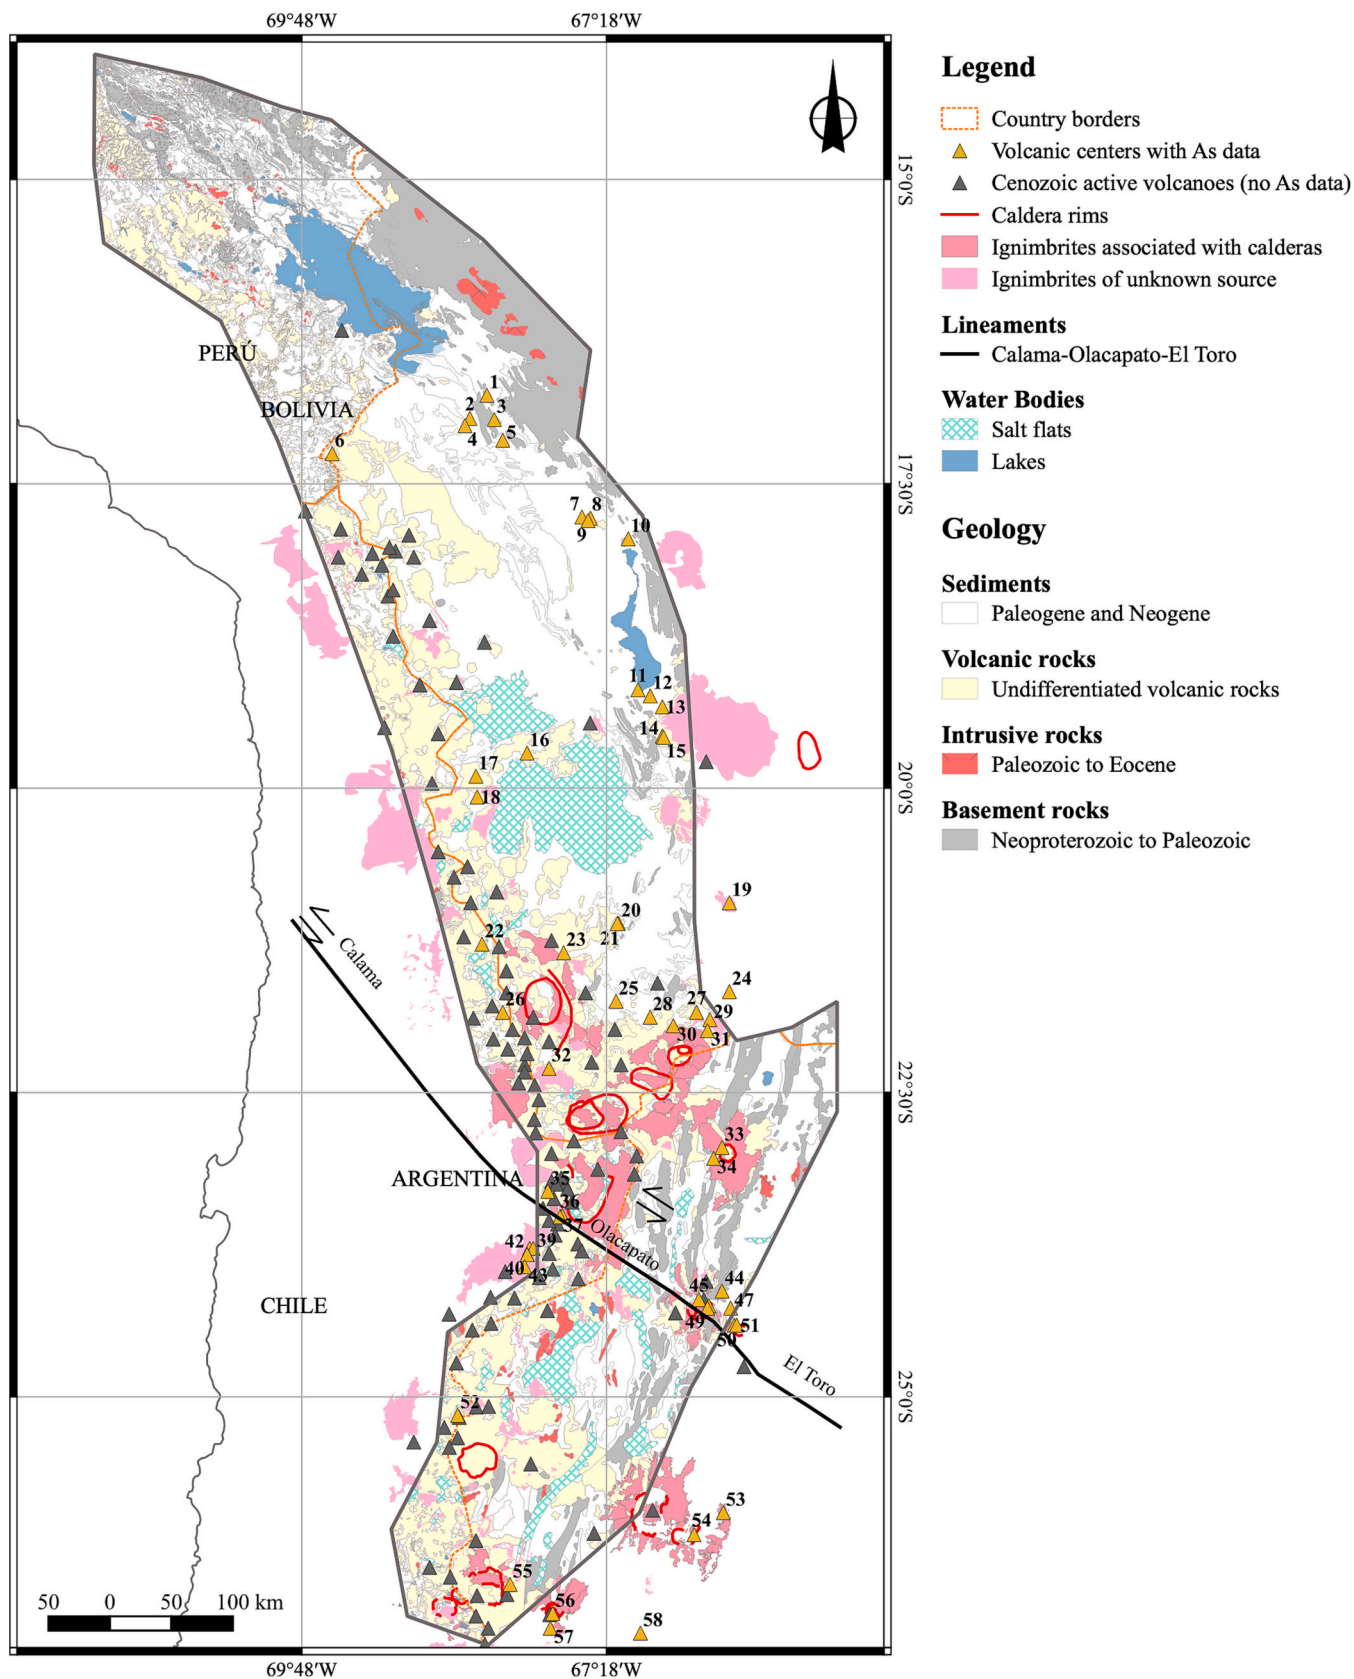 69°48′W
67°18′W
15°0′S
17°30′S
20°0′S
22°30′S
25°0′S
PERÚ
BOLIVIA
1
2
3
4
5
6
7
8
9
10
11
12
13
14
15
16
17
18
19
20
21
22
23
24
25
26
27
28
29
30
31
32
Calama
33
34
ARGENTINA
35
36
37
Olacapato
42
39
40
43
CHILE
44
45
47
49
50
51
El Toro
52
53
54
55
56
57
58
50
0
50
100 km
69°48′W
67°18′W
Legend
Country borders
Volcanic centers with As data
Cenozoic active volcanoes (no As data)
Caldera rims
Ignimbrites associated with calderas
Ignimbrites of unknown source
Lineaments
Calama-Olacapato-El Toro
Water Bodies
Salt flats
Lakes
Geology
Sediments
Paleogene and Neogene
Volcanic rocks
Undifferentiated volcanic rocks
Intrusive rocks
Paleozoic to Eocene
Basement rocks
Neoproterozoic to Paleozoic